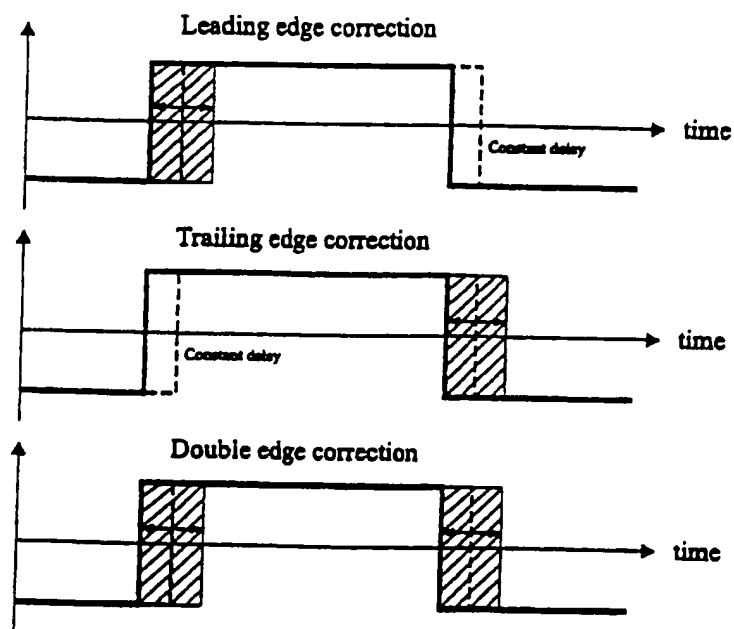 Leading edge correction
time
Constant delay
Trailing edge correction
time
Constant delay
Double edge correction
time